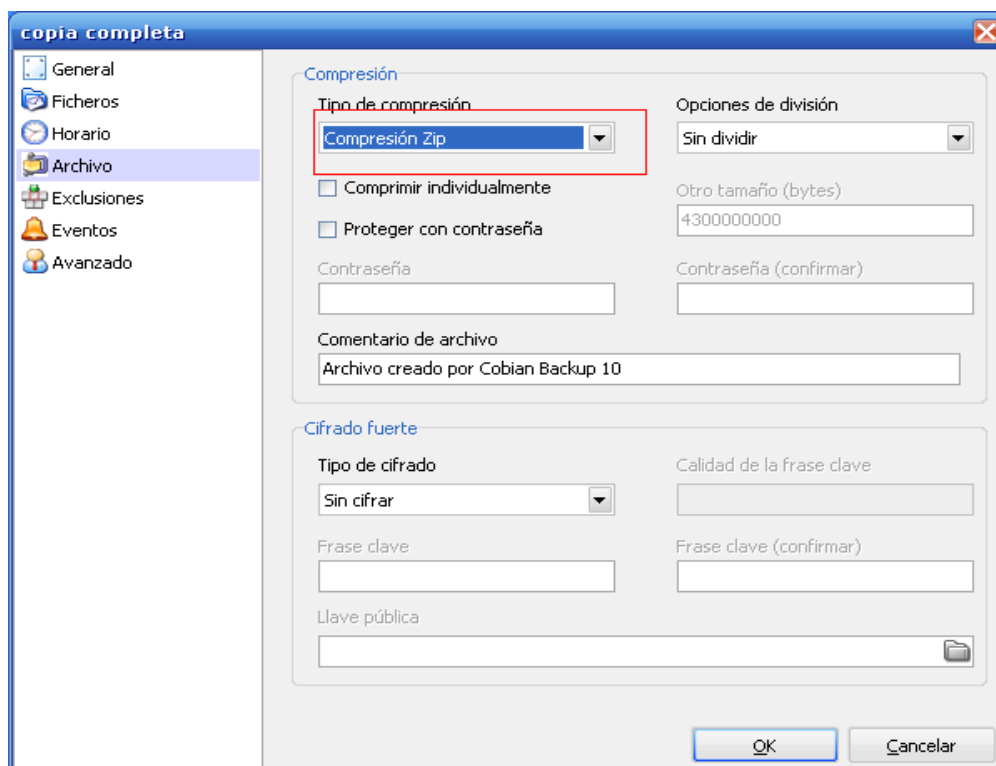 copia completa
General
Ficheros
Horario
Archivo
Exclusiones
Eventos
Avanzado
Compresión
Tipo de compresión
Opciones de división
Compresión Zip
Sin dividir
Comprimir individualmente
Otro tamaño (bytes)
4300000000
Proteger con contraseña
Contraseña
Contraseña (confirmar)
Comentario de archivo
Archivo creado por Cobian Backup 10
Cifrado fuerte
Tipo de cifrado
Calidad de la frase clave
Sin cifrar
Frase clave
Frase clave (confirmar)
Llave pública
OK
Cancelar